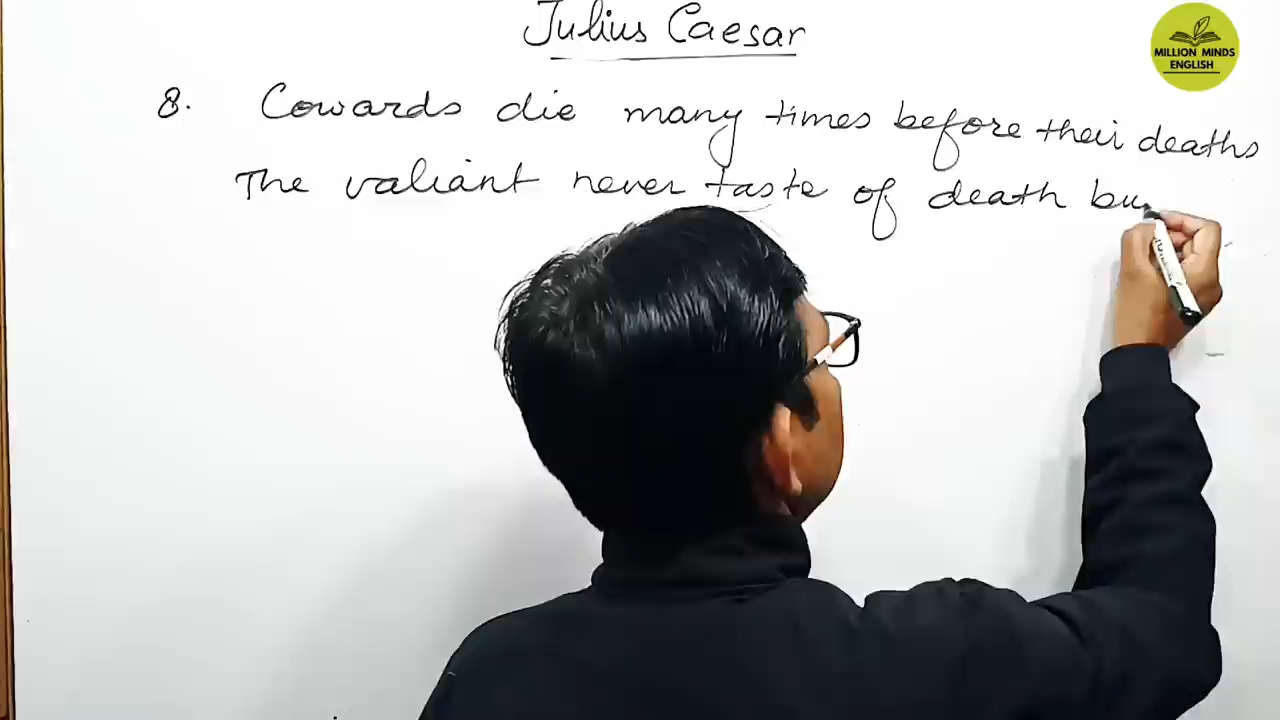 Julius Caesar
MILLION MINDS
ENGLISH
8. Cowards die many times before their deaths
The valiant never taste of death bu